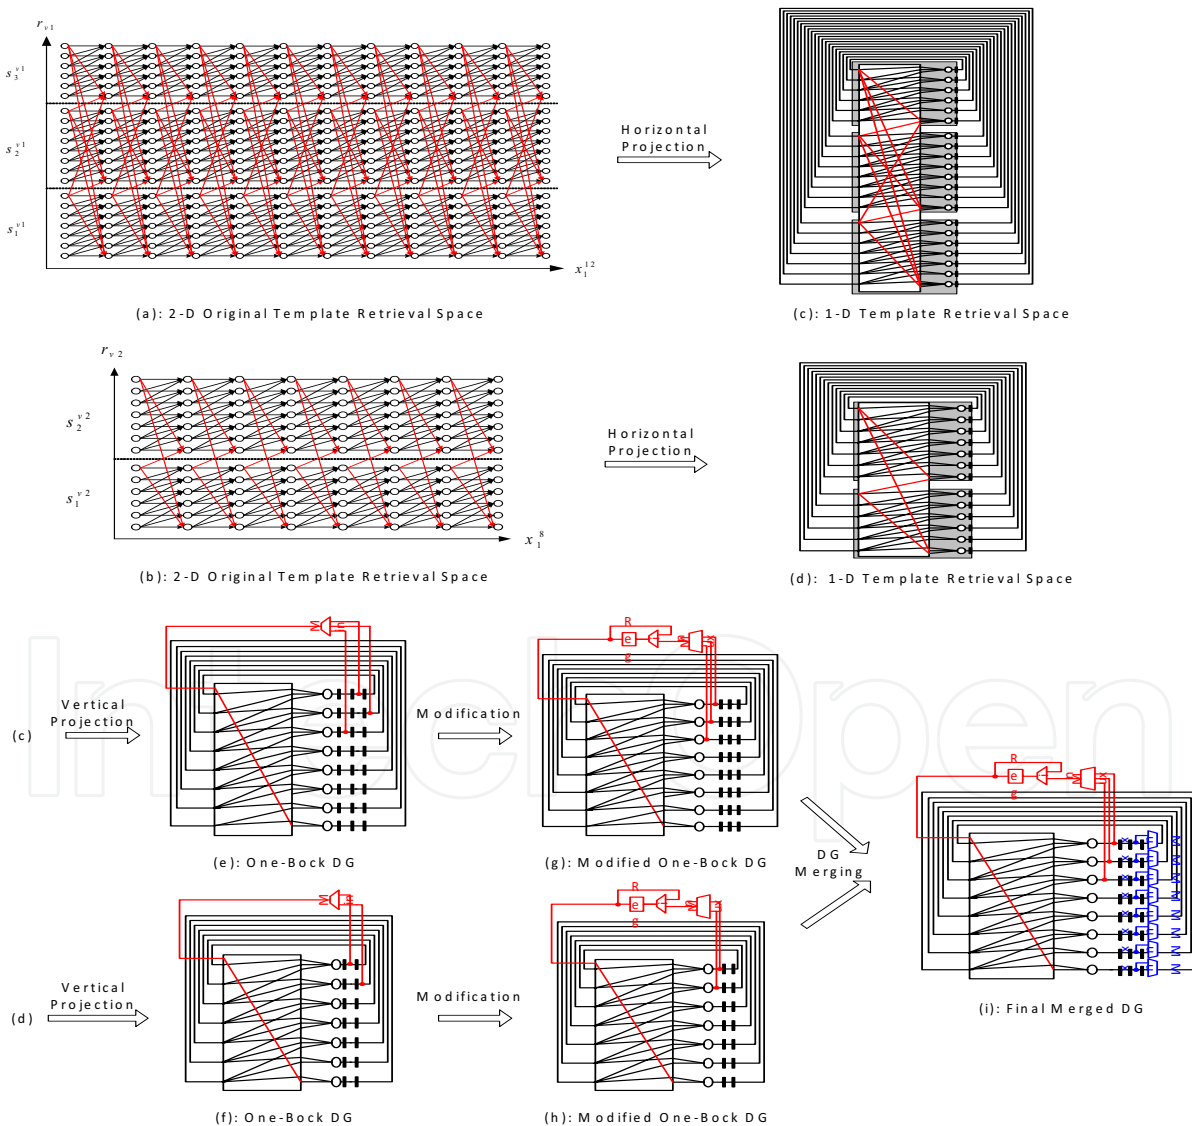 r v1
s 3 v1
s 2 v1
s 1 v1
x 1 12
Horizontal
Projection
(a): 2-D Original Template Retrieval Space
(c): 1-D Template Retrieval Space
r v2
s 2 v2
s 1 v2
x 1 8
Horizontal
Projection
(b): 2-D Original Template Retrieval Space
(d): 1-D Template Retrieval Space
IntechOpen
(c)
Vertical
Projection
Modification
(e): One-Bock DG
R
e
g
(g): Modified One-Bock DG
DG
Merging
(d)
Vertical
Projection
Modification
(f): One-Bock DG
R
e
g
(h): Modified One-Bock DG
R
e
g
M
M
M
M
M
M
M
M
(i): Final Merged DG